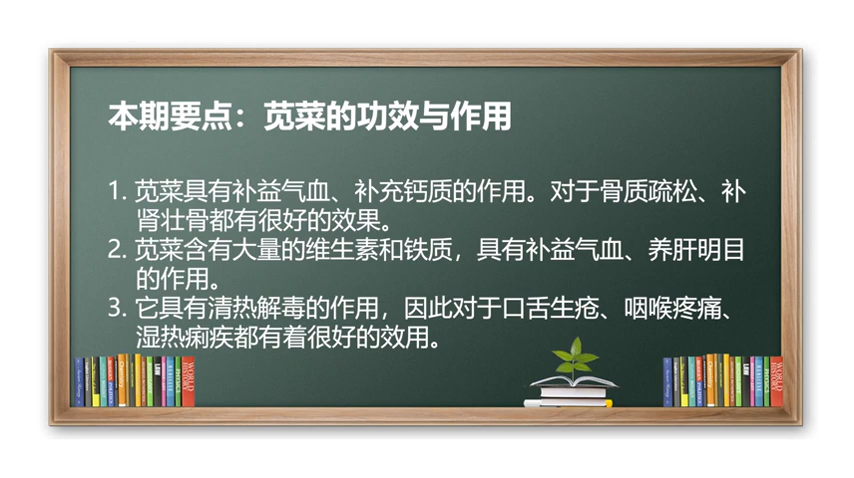 本期要点：苋菜的功效与作用
1. 苋菜具有补益气血、补充钙质的作用。对于骨质疏松、补
肾壮骨都有很好的效果。
2. 苋菜含有大量的维生素和铁质，具有补益气血、养肝明目
的作用。
3. 它具有清热解毒的作用，因此对于口舌生疮、咽喉疼痛、
湿热痢疾都有着很好的效用。
WORLD HISTORY
WORLD HISTORY